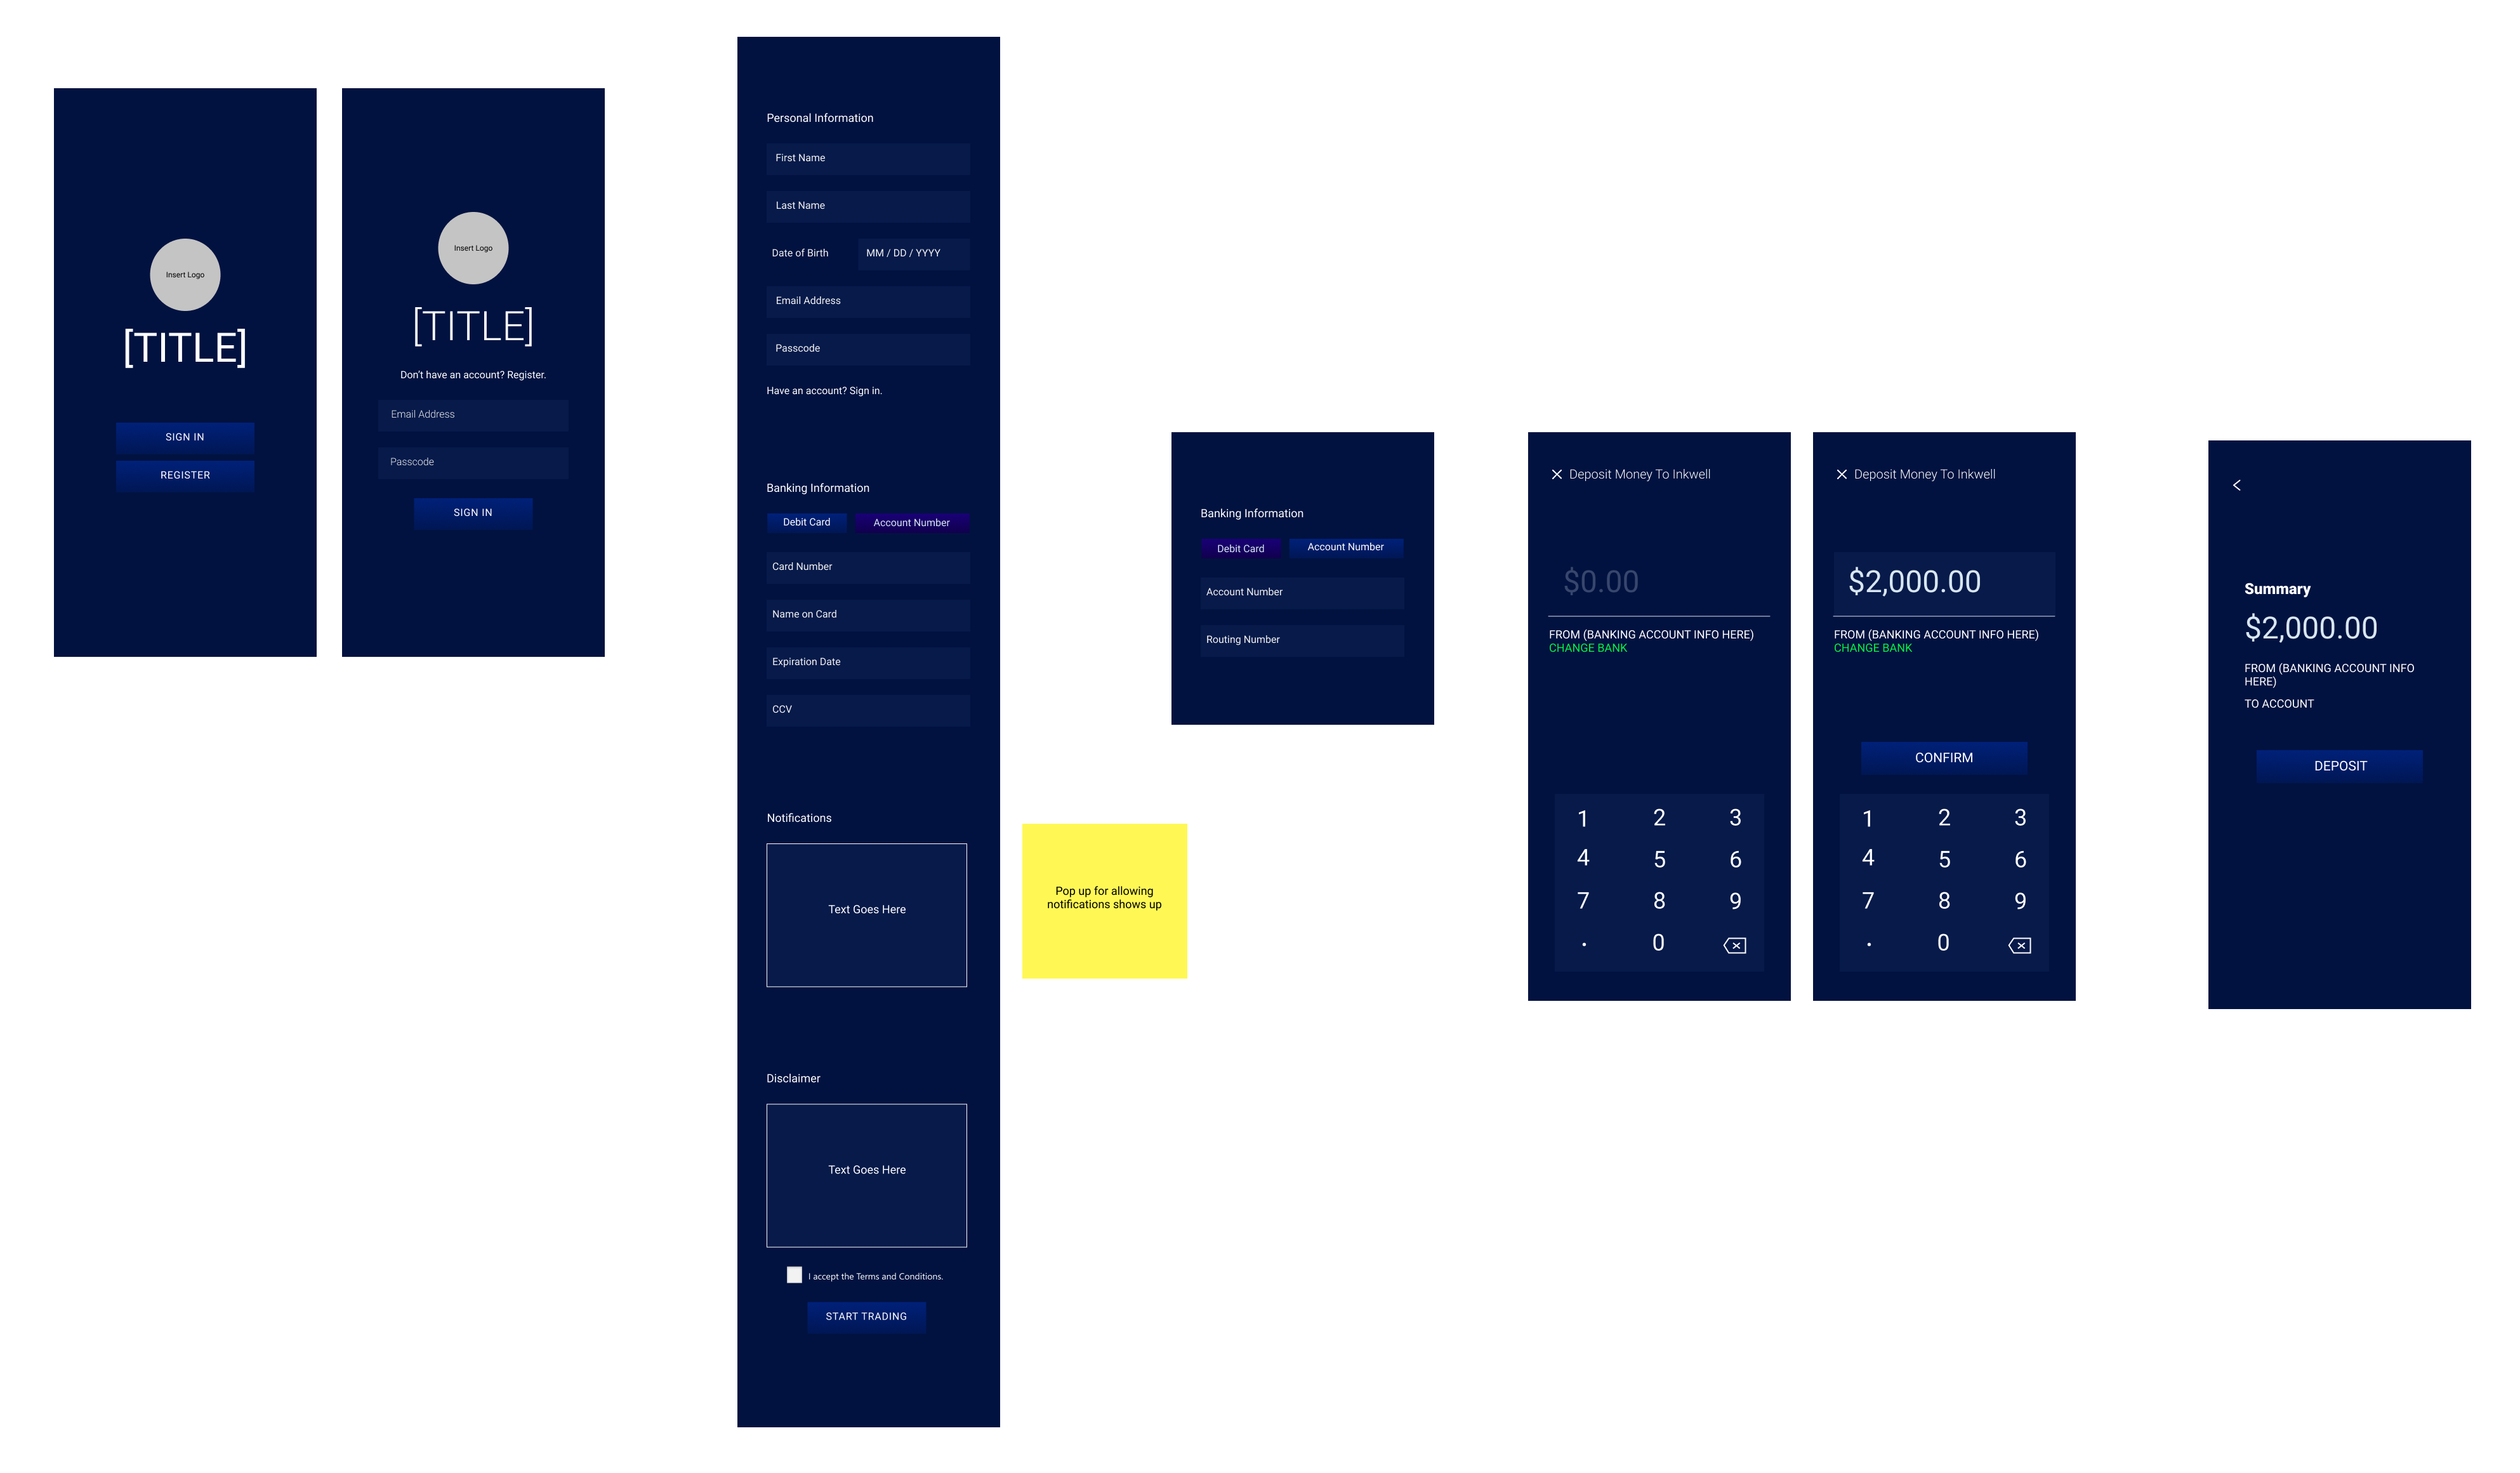 Insert Logo
[TITLE]
SIGN IN
REGISTER
Insert Logo
[TITLE]
Don't have an account? Register.
Email Address
Passcode
SIGN IN
Personal Information
First Name
Last Name
Date of Birth
MM / DD / YYYY
Email Address
Passcode
Have an account? Sign in.
Banking Information
Debit Card
Account Number
Card Number
Name on Card
Expiration Date
CCV
Notifications
Text Goes Here
Disclaimer
Text Goes Here
I accept the Terms and Conditions.
START TRADING
Pop up for allowing
notifications shows up
Banking Information
Debit Card
Account Number
Account Number
Routing Number
Deposit Money To Inkwell
$0.00
FROM (BANKING ACCOUNT INFO HERE)
CHANGE BANK
1 2 3
4 5 6
7 8 9
. 0
Deposit Money To Inkwell
$2,000.00
FROM (BANKING ACCOUNT INFO HERE)
CHANGE BANK
CONFIRM
1 2 3
4 5 6
7 8 9
. 0
Summary
$2,000.00
FROM (BANKING ACCOUNT INFO
HERE)
TO ACCOUNT
DEPOSIT